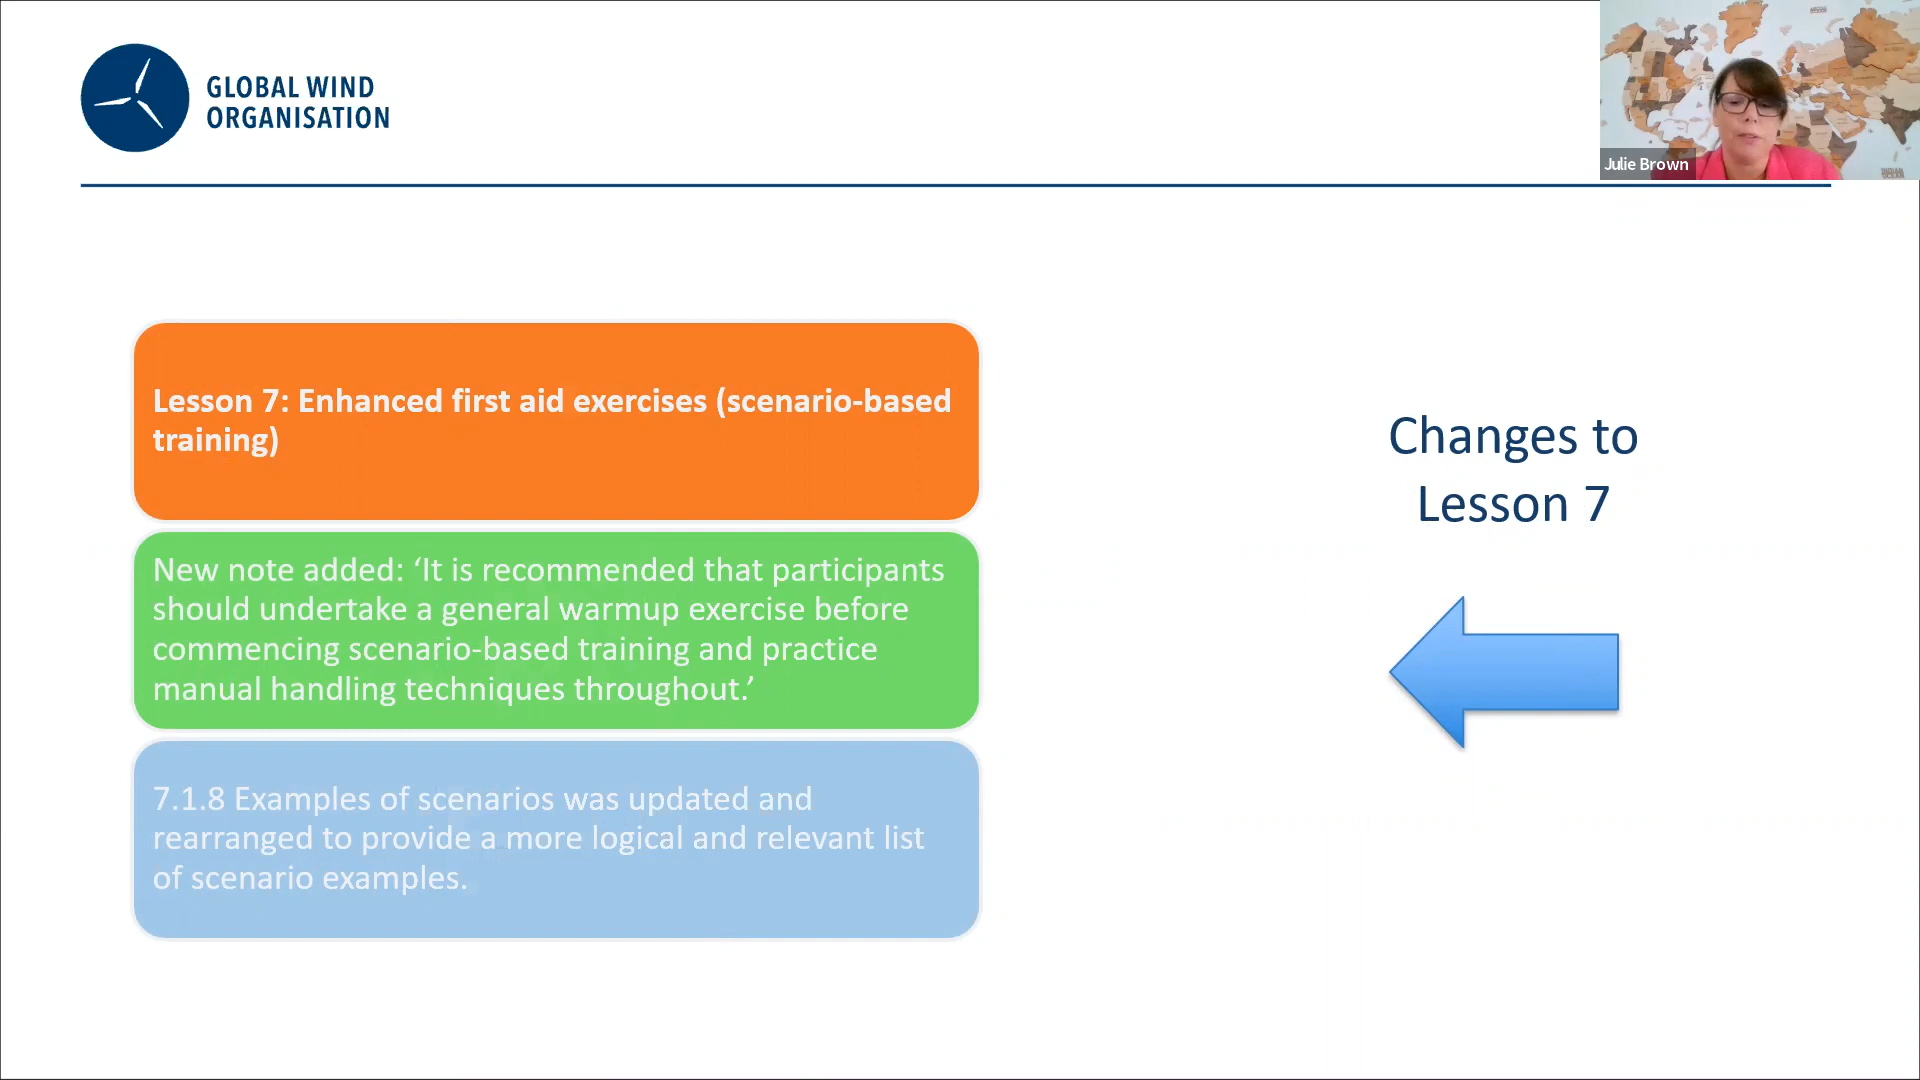 GLOBAL WIND
ORGANISATION
Julie Brown
Lesson 7: Enhanced first aid exercises (scenario-based
training)
New note added: ‘It is recommended that participants
should undertake a general warmup exercise before
commencing scenario-based training and practice
manual handling techniques throughout.’
7.1.8 Examples of scenarios was updated and
rearranged to provide a more logical and relevant list
of scenario examples.
Changes to
Lesson 7